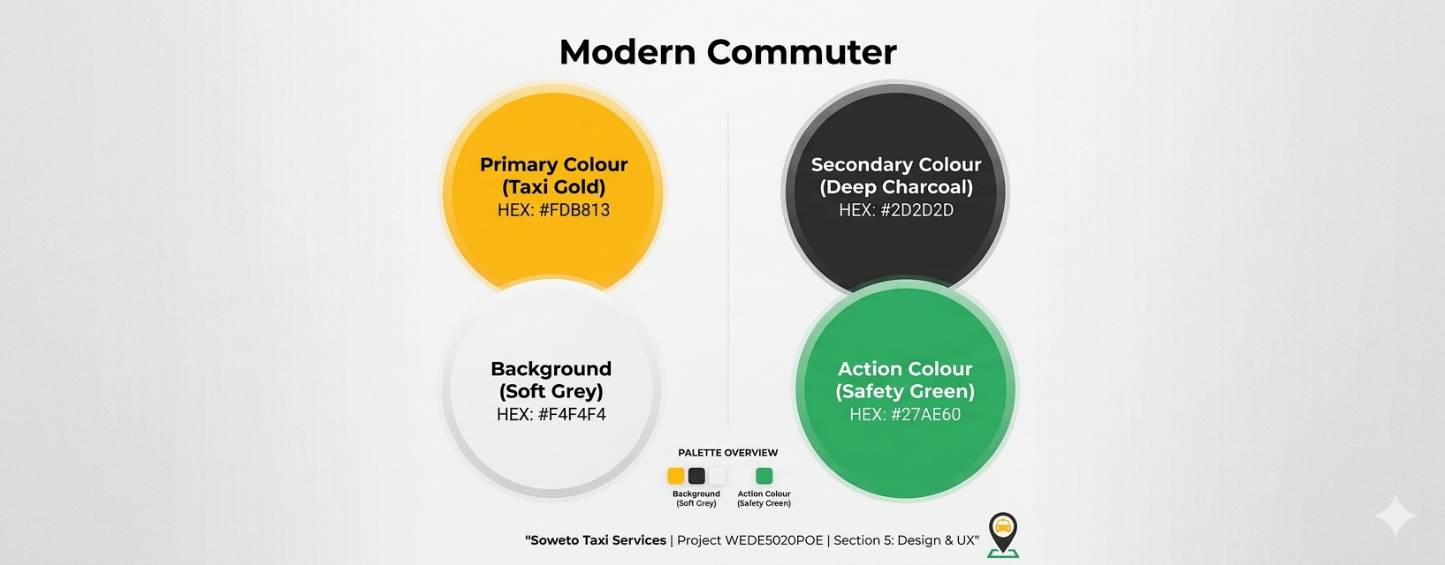 Modern Commuter
Primary Colour
(Taxi Gold)
HEX: #FDB813
Secondary Colour
(Deep Charcoal)
HEX: #2D2D2D
Background
(Soft Grey)
HEX: #F4F4F4
Action Colour
(Safety Green)
HEX: #27AE60
PALETTE OVERVIEW
Background
(Soft Grey)
Action Colour
(Safety Green)
"Soweto Taxi Services | Project WEDE5020POE | Section 5: Design & UX"